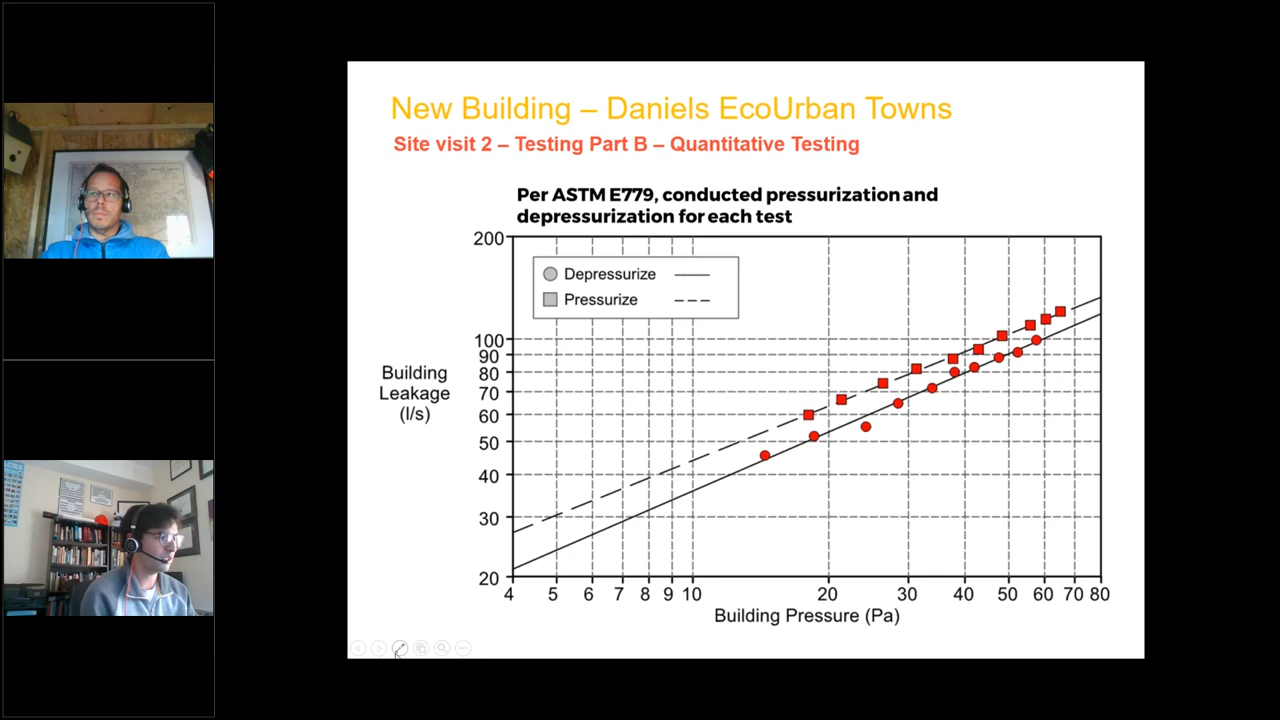 New Building – Daniels EcoUrban Towns
Site visit 2 – Testing Part B – Quantitative Testing
Per ASTM E779, conducted pressurization and
depressurization for each test
200
100
90
80
70
60
50
40
30
20
Depressurize
Pressurize
Building
Leakage
(l/s)
4 5 6 7 8 9 10 20 30 40 50 60 70 80
Building Pressure (Pa)